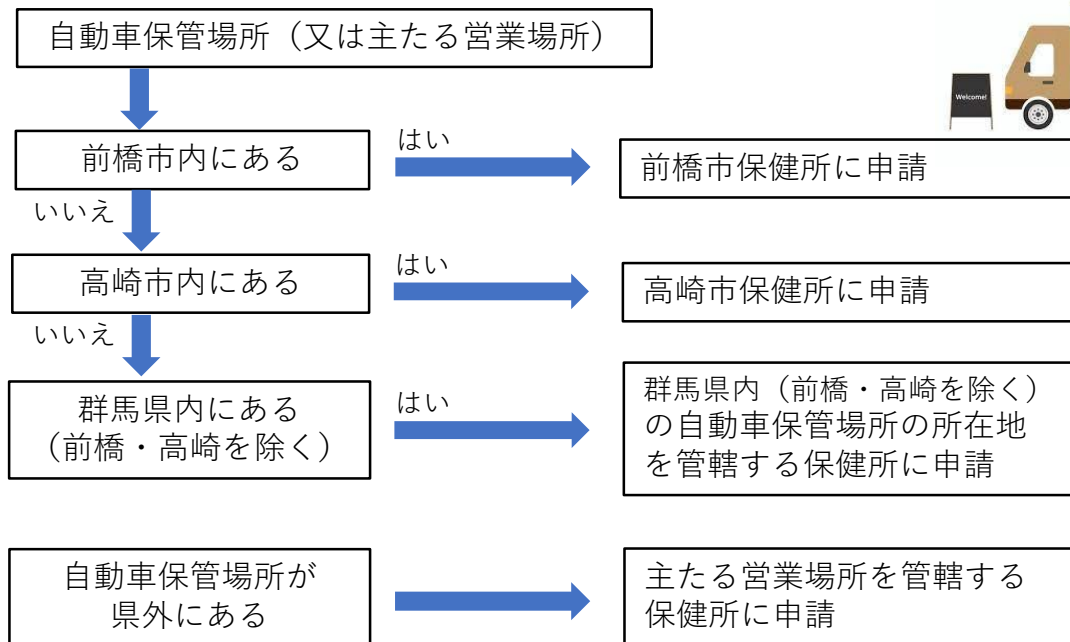 自動車保管場所（又は主たる営業場所）
Welcome!
前橋市内にある
はい
前橋市保健所に申請
いいえ
高崎市内にある
はい
高崎市保健所に申請
いいえ
群馬県内にある
（前橋・高崎を除く）
はい
群馬県内（前橋・高崎を除く）
の自動車保管場所の所在地
を管轄する保健所に申請
自動車保管場所が
県外にある
主たる営業場所を管轄する
保健所に申請